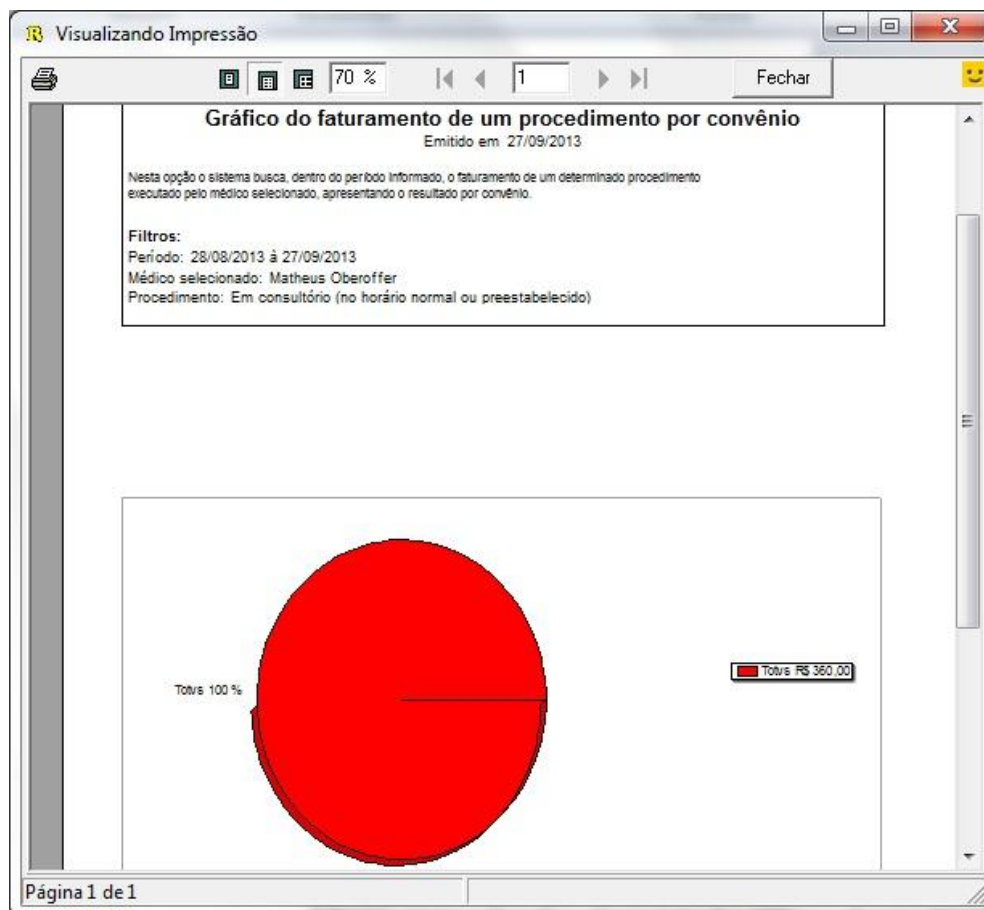 Visualizando Impressão
70 %
1
Fechar
Gráfico do faturamento de um procedimento por convênio
Emitido em 27/09/2013
Nesta opção o sistema busca, dentro do período informado, o faturamento de um determinado procedimento
executado pelo médico selecionado, apresentando o resultado por convênio.
Filtros:
Período: 28/08/2013 à 27/09/2013
Médico selecionado: Matheus Oberoffer
Procedimento: Em consultório (no horário normal ou preestabelecido)
Totvs R$ 360,00
Totvs 100 %
Página 1 de 1